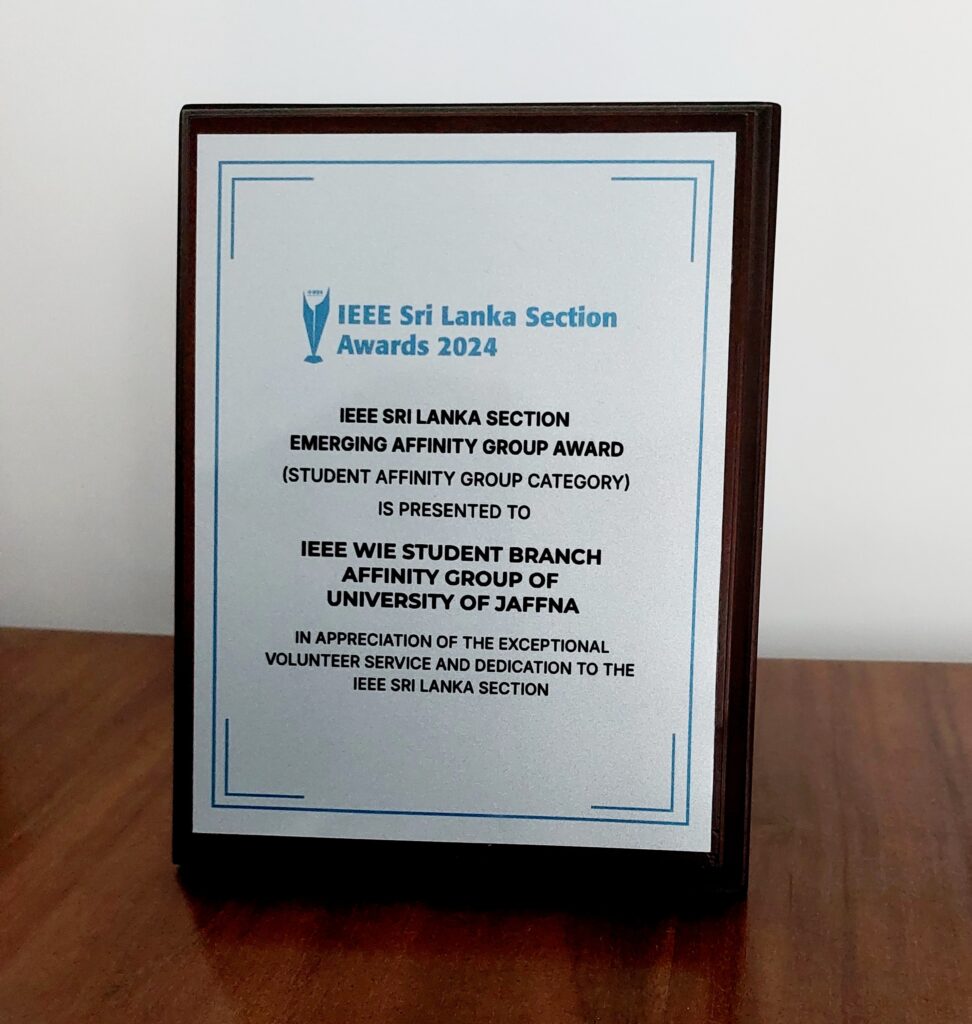 IEEE Sri Lanka Section
Awards 2024
IEEE SRI LANKA SECTION
EMERGING AFFINITY GROUP AWARD
(STUDENT AFFINITY GROUP CATEGORY)
IS PRESENTED TO
IEEE WIE STUDENT BRANCH
AFFINITY GROUP OF
UNIVERSITY OF JAFFNA
IN APPRECIATION OF THE EXCEPTIONAL
VOLUNTEER SERVICE AND DEDICATION TO THE
IEEE SRI LANKA SECTION